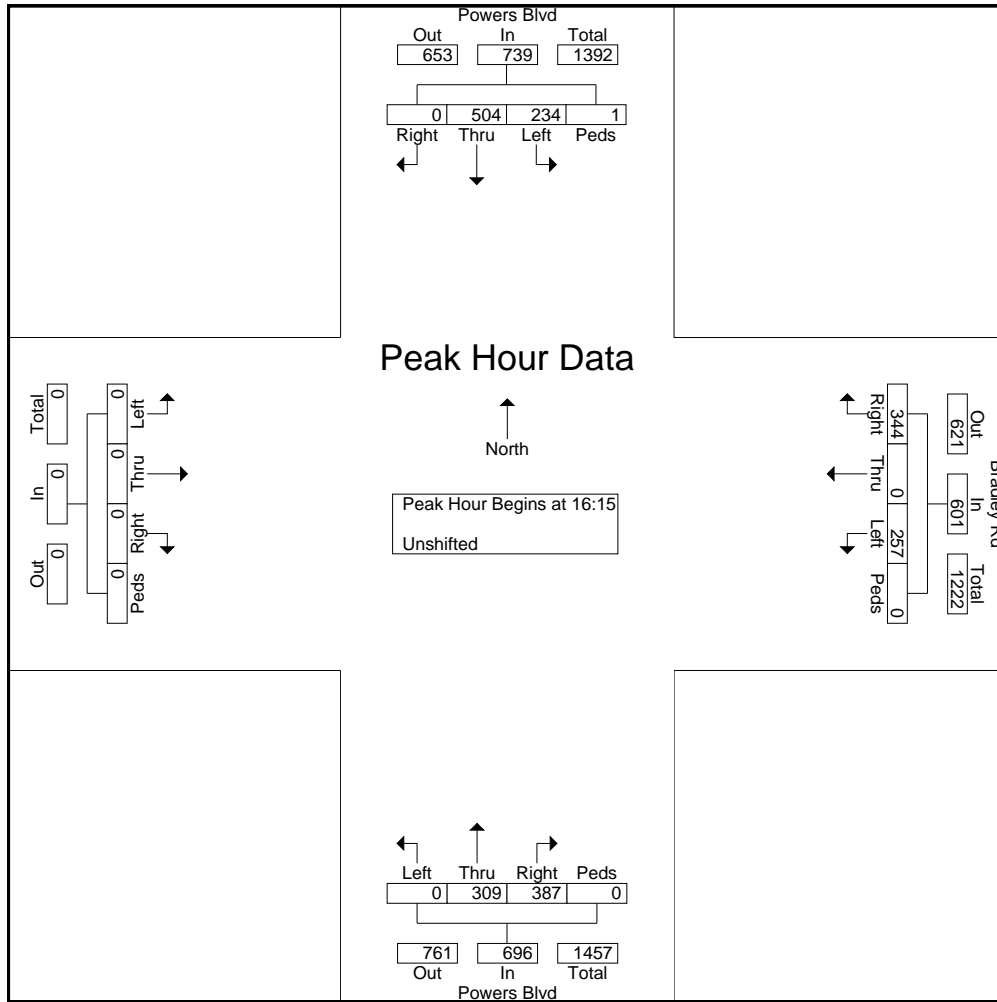 Powers Blvd
Out In Total
653 739 1392
0 504 234 1
Right Thru Left Peds
Peak Hour Data
North
Peak Hour Begins at 16:15
Unshifted
Total In Out
0 0 0
0 0 0 0
Left Thru Right Peds
Right Thru Left Peds
344 0 257 0
621 601 1222
Out In Total
Bradley Rd
Left Thru Right Peds
0 309 387 0
761 696 1457
Out In Total
Powers Blvd